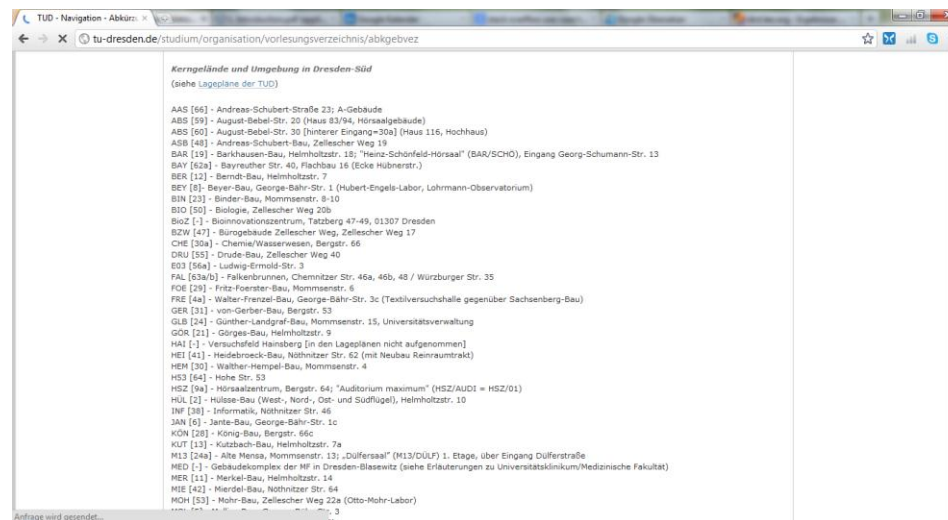 TUD - Navigation - Abkürz
tu-dresden.de/studium/organisation/vorlesungsverzeichnis/abkgebvez
Kerngelände und Umgebung in Dresden-Süd
(siehe Lagepläne der TUD)
AAS [66] - Andreas-Schubert-Straße 23; A-Gebäude
ABS [59] - August-Bebel-Str. 20 (Haus 83/94, Hörsaalgebäude)
ABS [60] - August-Bebel-Str. 30 [hinterer Eingang=30a] (Haus 116, Hochhaus)
ASB [48] - Andreas-Schubert-Bau, Zellescher Weg 19
BAR [19] - Barkhausen-Bau, Helmholtzstr. 18; "Heinz-Schönfeld-Hörsaal" (BAR/SCHÖ), Eingang Georg-Schumann-Str. 13
BAY [62a] - Bayreuther Str. 40, Flachbau 16 (Ecke Hübnerstr.)
BER [12] - Berndt-Bau, Helmholtzstr. 7
BEY [8]- Beyer-Bau, George-Bähr-Str. 1 (Hubert-Engels-Labor, Lohrmann-Observatorium)
BIN [23] - Binder-Bau, Mommsenstr. 8-10
BIO [50] - Biologie, Zellescher Weg 20b
BioZ [-] - Bioinnovationszentrum, Tatzberg 47-49, 01307 Dresden
BZW [47] - Bürogebäude Zellescher Weg, Zellescher Weg 17
CHE [30a] - Chemie/Wasserwesen, Bergstr. 66
DRU [55] - Drude-Bau, Zellescher Weg 40
E03 [56a] - Ludwig-Ermold-Str. 3
FAL [63a/b] - Falkenbrunnen, Chemnitzer Str. 46a, 46b, 48 / Würzburger Str. 35
FOE [29] - Fritz-Foerster-Bau, Mommsenstr. 6
FRE [4a] - Walter-Frenzel-Bau, George-Bähr-Str. 3c (Textilversuchshalle gegenüber Sachsenberg-Bau)
GER [31] - von-Gerber-Bau, Bergstr. 53
GLB [24] - Günther-Landgraf-Bau, Mommsenstr. 15, Universitätsverwaltung
GÖR [21] - Görges-Bau, Helmholtzstr. 9
HAI [-] - Versuchsfeld Hainsberg [in den Lageplänen nicht aufgenommen]
HEI [41] - Heidebroeck-Bau, Nöthnitzer Str. 62 (mit Neubau Reinraumtrakt)
HEM [30] - Walther-Hempel-Bau, Mommsenstr. 4
H53 [64] - Hohe Str. 53
HSZ [9a] - Hörsaalzentrum, Bergstr. 64; "Auditorium maximum" (HSZ/AUDI = HSZ/01)
HÜL [2] - Hülsse-Bau (West-, Nord-, Ost- und Südflügel), Helmholtzstr. 10
INF [38] - Informatik, Nöthnitzer Str. 46
JAN [6] - Jante-Bau, George-Bähr-Str. 1c
KÖN [28] - König-Bau, Bergstr. 66c
KUT [13] - Kutzbach-Bau, Helmholtzstr. 7a
M13 [24a] - Alte Mensa, Mommsenstr. 13; „Dülfersaal" (M13/DÜLF) 1. Etage, über Eingang Dülferstraße
MED [-] - Gebäudekomplex der MF in Dresden-Blasewitz (siehe Erläuterungen zu Universitätsklinikum/Medizinische Fakultät)
MER [11] - Merkel-Bau, Helmholtzstr. 14
MIE [42] - Mierdel-Bau, Nöthnitzer Str. 64
MOH [53] - Mohr-Bau, Zellescher Weg 22a (Otto-Mohr-Labor)
3
Anfrage wird gesendet...